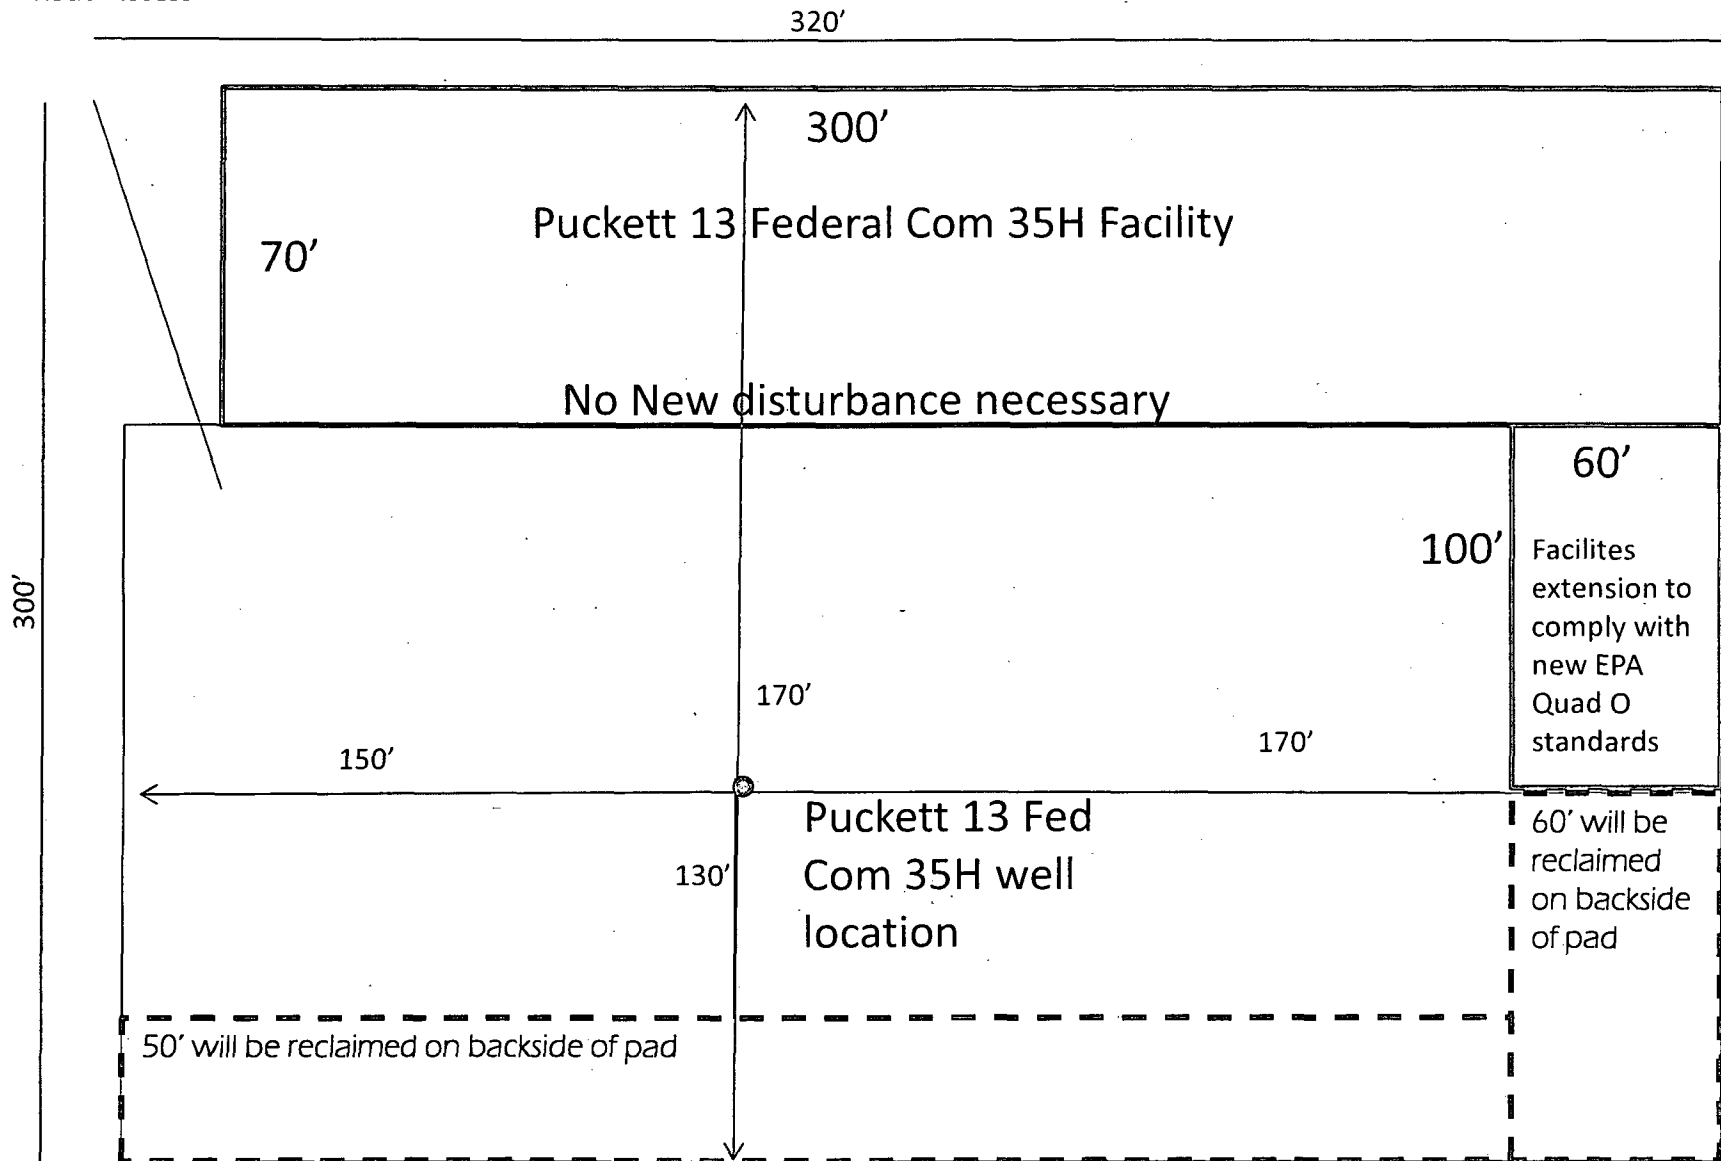 320'
300'
Puckett 13 Federal Com 35H Facility
70'
No New disturbance necessary
60'
100'
Facilites
extension to
comply with
new EPA
Quad O
standards
300'
170'
150'
170'
Puckett 13 Fed
Com 35H well
location
130'
60' will be
reclaimed
on backside
of pad
50' will be reclaimed on backside of pad